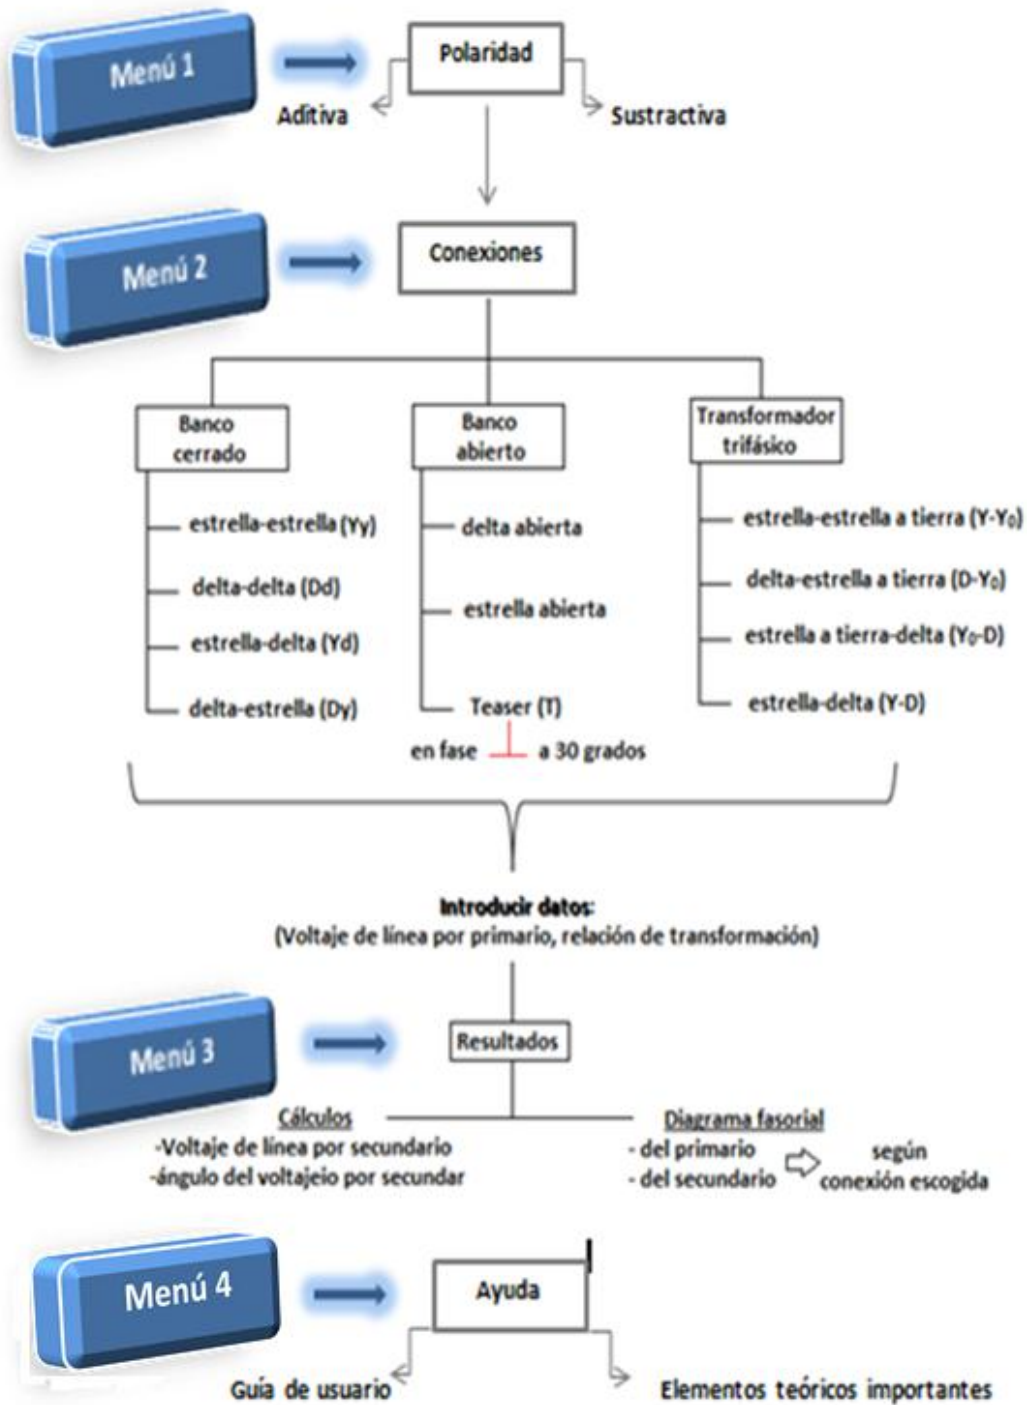 Menú 1
Polaridad
Aditiva
Sustractiva
Menú 2
Conexiones
Banco
cerrado
estrella-estrella (Yy)
delta-delta (Dd)
estrella-delta (Yd)
delta-estrella (Dy)
Banco
abierto
delta abierta
estrella abierta
Teaser (T)
en fase
a 30 grados
Transformador
trifásico
estrella-estrella a tierra (Y-Y₀)
delta-estrella a tierra (D-Y₀)
estrella a tierra-delta (Y₀-D)
estrella-delta (Y-D)
Introducir datos:
(Voltaje de línea por primario, relación de transformación)
Menú 3
Resultados
Cálculos
-Voltaje de línea por secundario
-ángulo del voltajeio por secundar
Diagrama fasorial
- del primario
- del secundario
según
conexión escogida
Menú 4
Ayuda
Guía de usuario
Elementos teóricos importantes